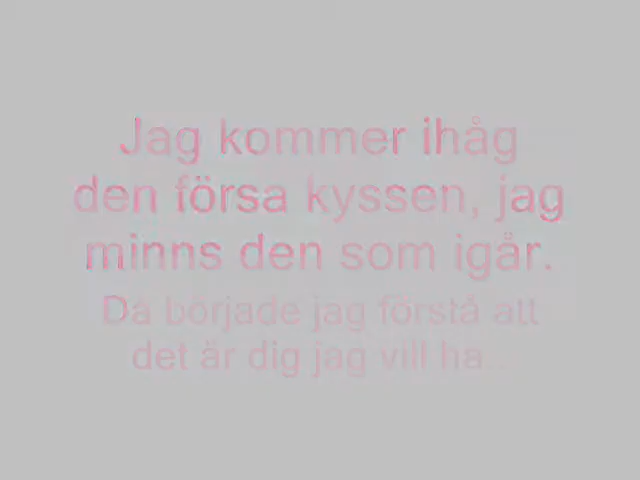 Jag kommer ihåg
den försa kyssen, jag
minns den som igår.
Då började jag förstå att
det är dig jag vill ha..